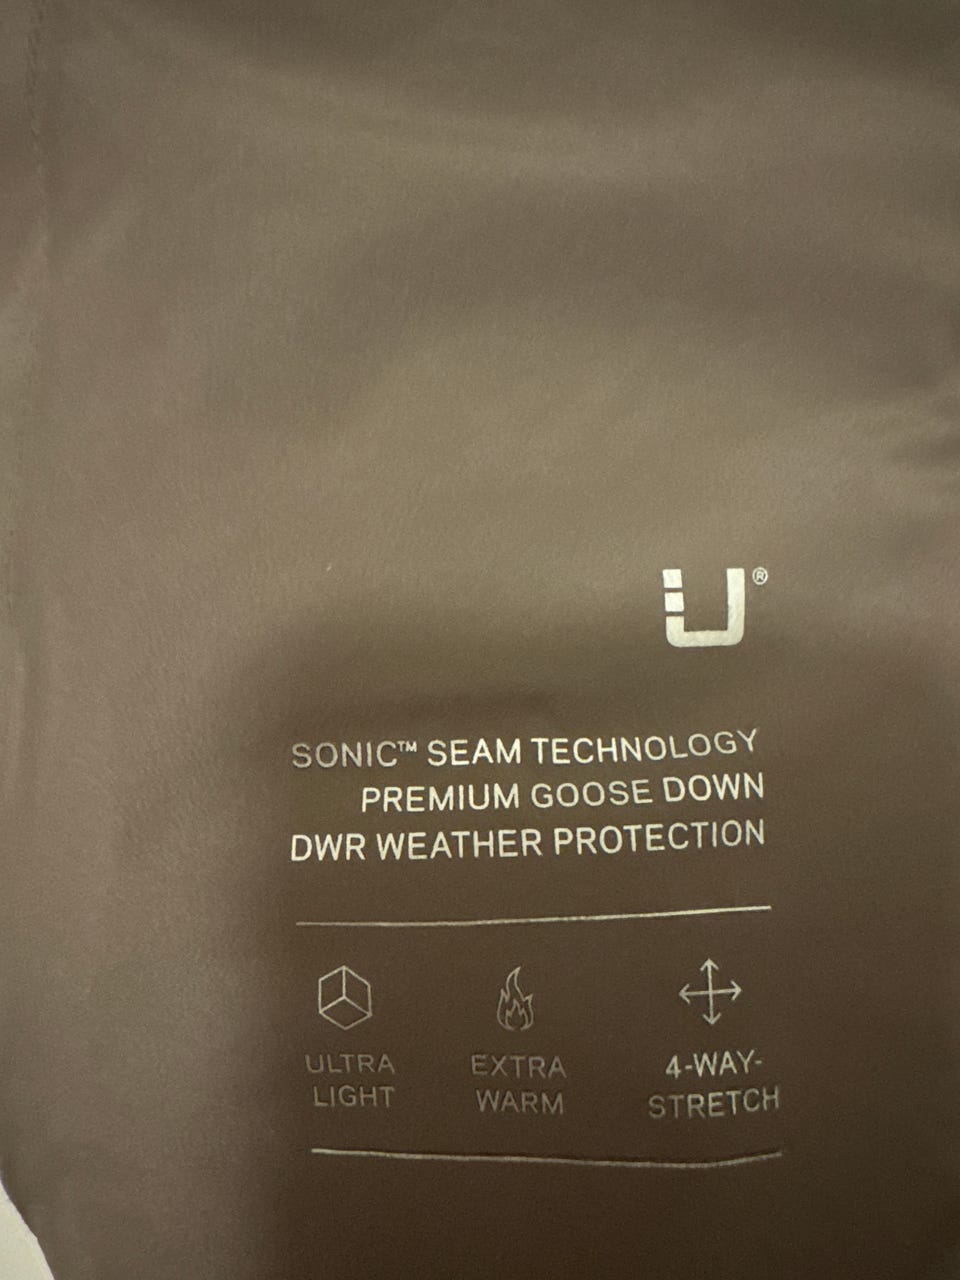 U®
SONIC™ SEAM TECHNOLOGY
PREMIUM GOOSE DOWN
DWR WEATHER PROTECTION
ULTRA
LIGHT
EXTRA
WARM
4-WAY-
STRETCH